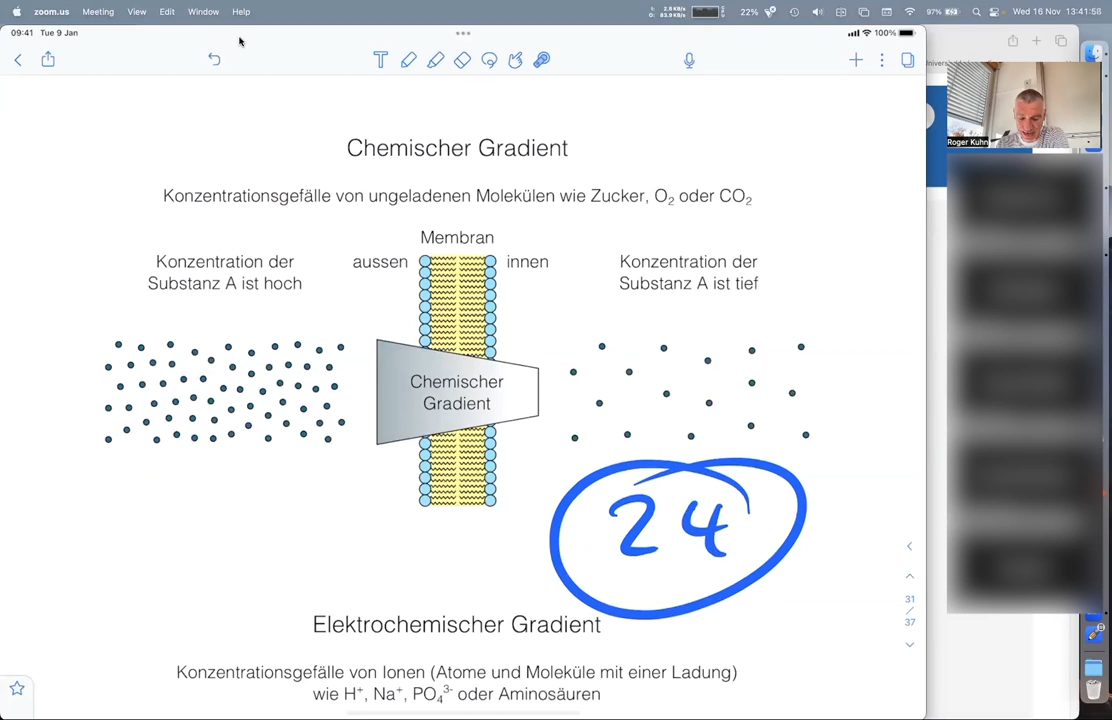 zoom.us Meeting View Edit Window Help
22% 97% Wed 16 Nov 13:41:58
09:41 Tue 9 Jan
100%
Chemischer Gradient
Konzentrationsgefälle von ungeladenen Molekülen wie Zucker, O₂ oder CO₂
Membran
Konzentration der
Substanz A ist hoch
aussen
innen
Konzentration der
Substanz A ist tief
Chemischer
Gradient
24
Elektrochemischer Gradient
Konzentrationsgefälle von Ionen (Atome und Moleküle mit einer Ladung)
wie H⁺, Na⁺, PO₄³⁻ oder Aminosäuren
31
/
37
Roger Kuhn